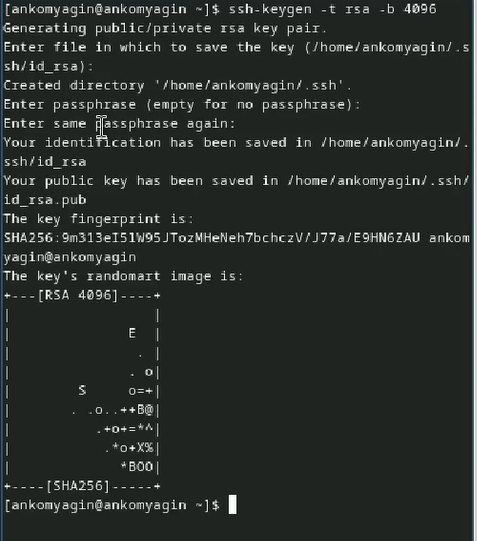 [ankomyagin@ankomyagin ~]$ ssh-keygen -t rsa -b 4096
Generating public/private rsa key pair.
Enter file in which to save the key (/home/ankomyagin/.s
sh/id_rsa):
Created directory '/home/ankomyagin/.ssh'.
Enter passphrase (empty for no passphrase):
Enter same passphrase again:
Your identification has been saved in /home/ankomyagin/.
ssh/id_rsa
Your public key has been saved in /home/ankomyagin/.ssh/
id_rsa.pub
The key fingerprint is:
SHA256:9m313eI51W95JTozMHeNeh7bchczV/J77a/E9HN6ZAU ankom
yagin@ankomyagin
The key's randomart image is:
+---[RSA 4096]----+
|                 |
|              E  |
|               . |
|              . o|
|        S     o=+|
|       . .o..++B@|
|          .+o+=*^|
|           .*o+X%|
|             *BOO|
+----[SHA256]-----+
[ankomyagin@ankomyagin ~]$